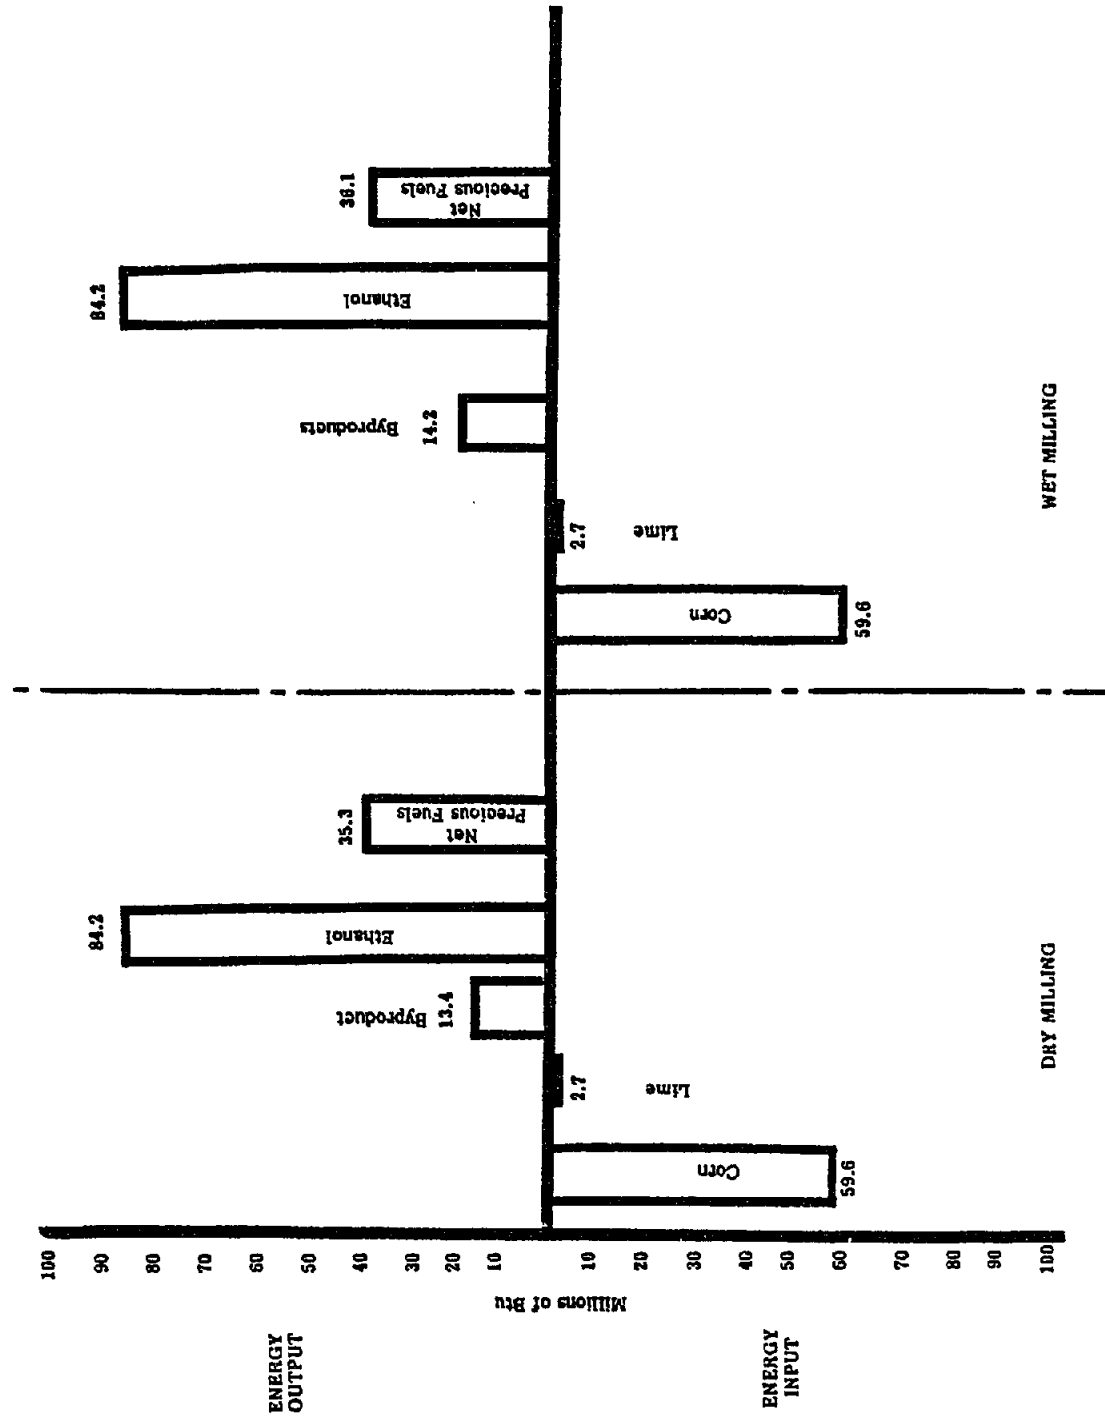 ENERGY
OUTPUT
ENERGY
INPUT
Millions of Btu
100
90
80
70
60
50
40
30
20
10
10
20
30
40
50
60
70
80
90
100
59.6
Corn
2.7
Lime
Byproduct
13.4
84.2
Ethanol
35.3
Net
Precious Fuels
DRY MILLING
59.6
Corn
2.7
Lime
Byproducts
14.2
84.2
Ethanol
36.1
Net
Precious Fuels
WET MILLING